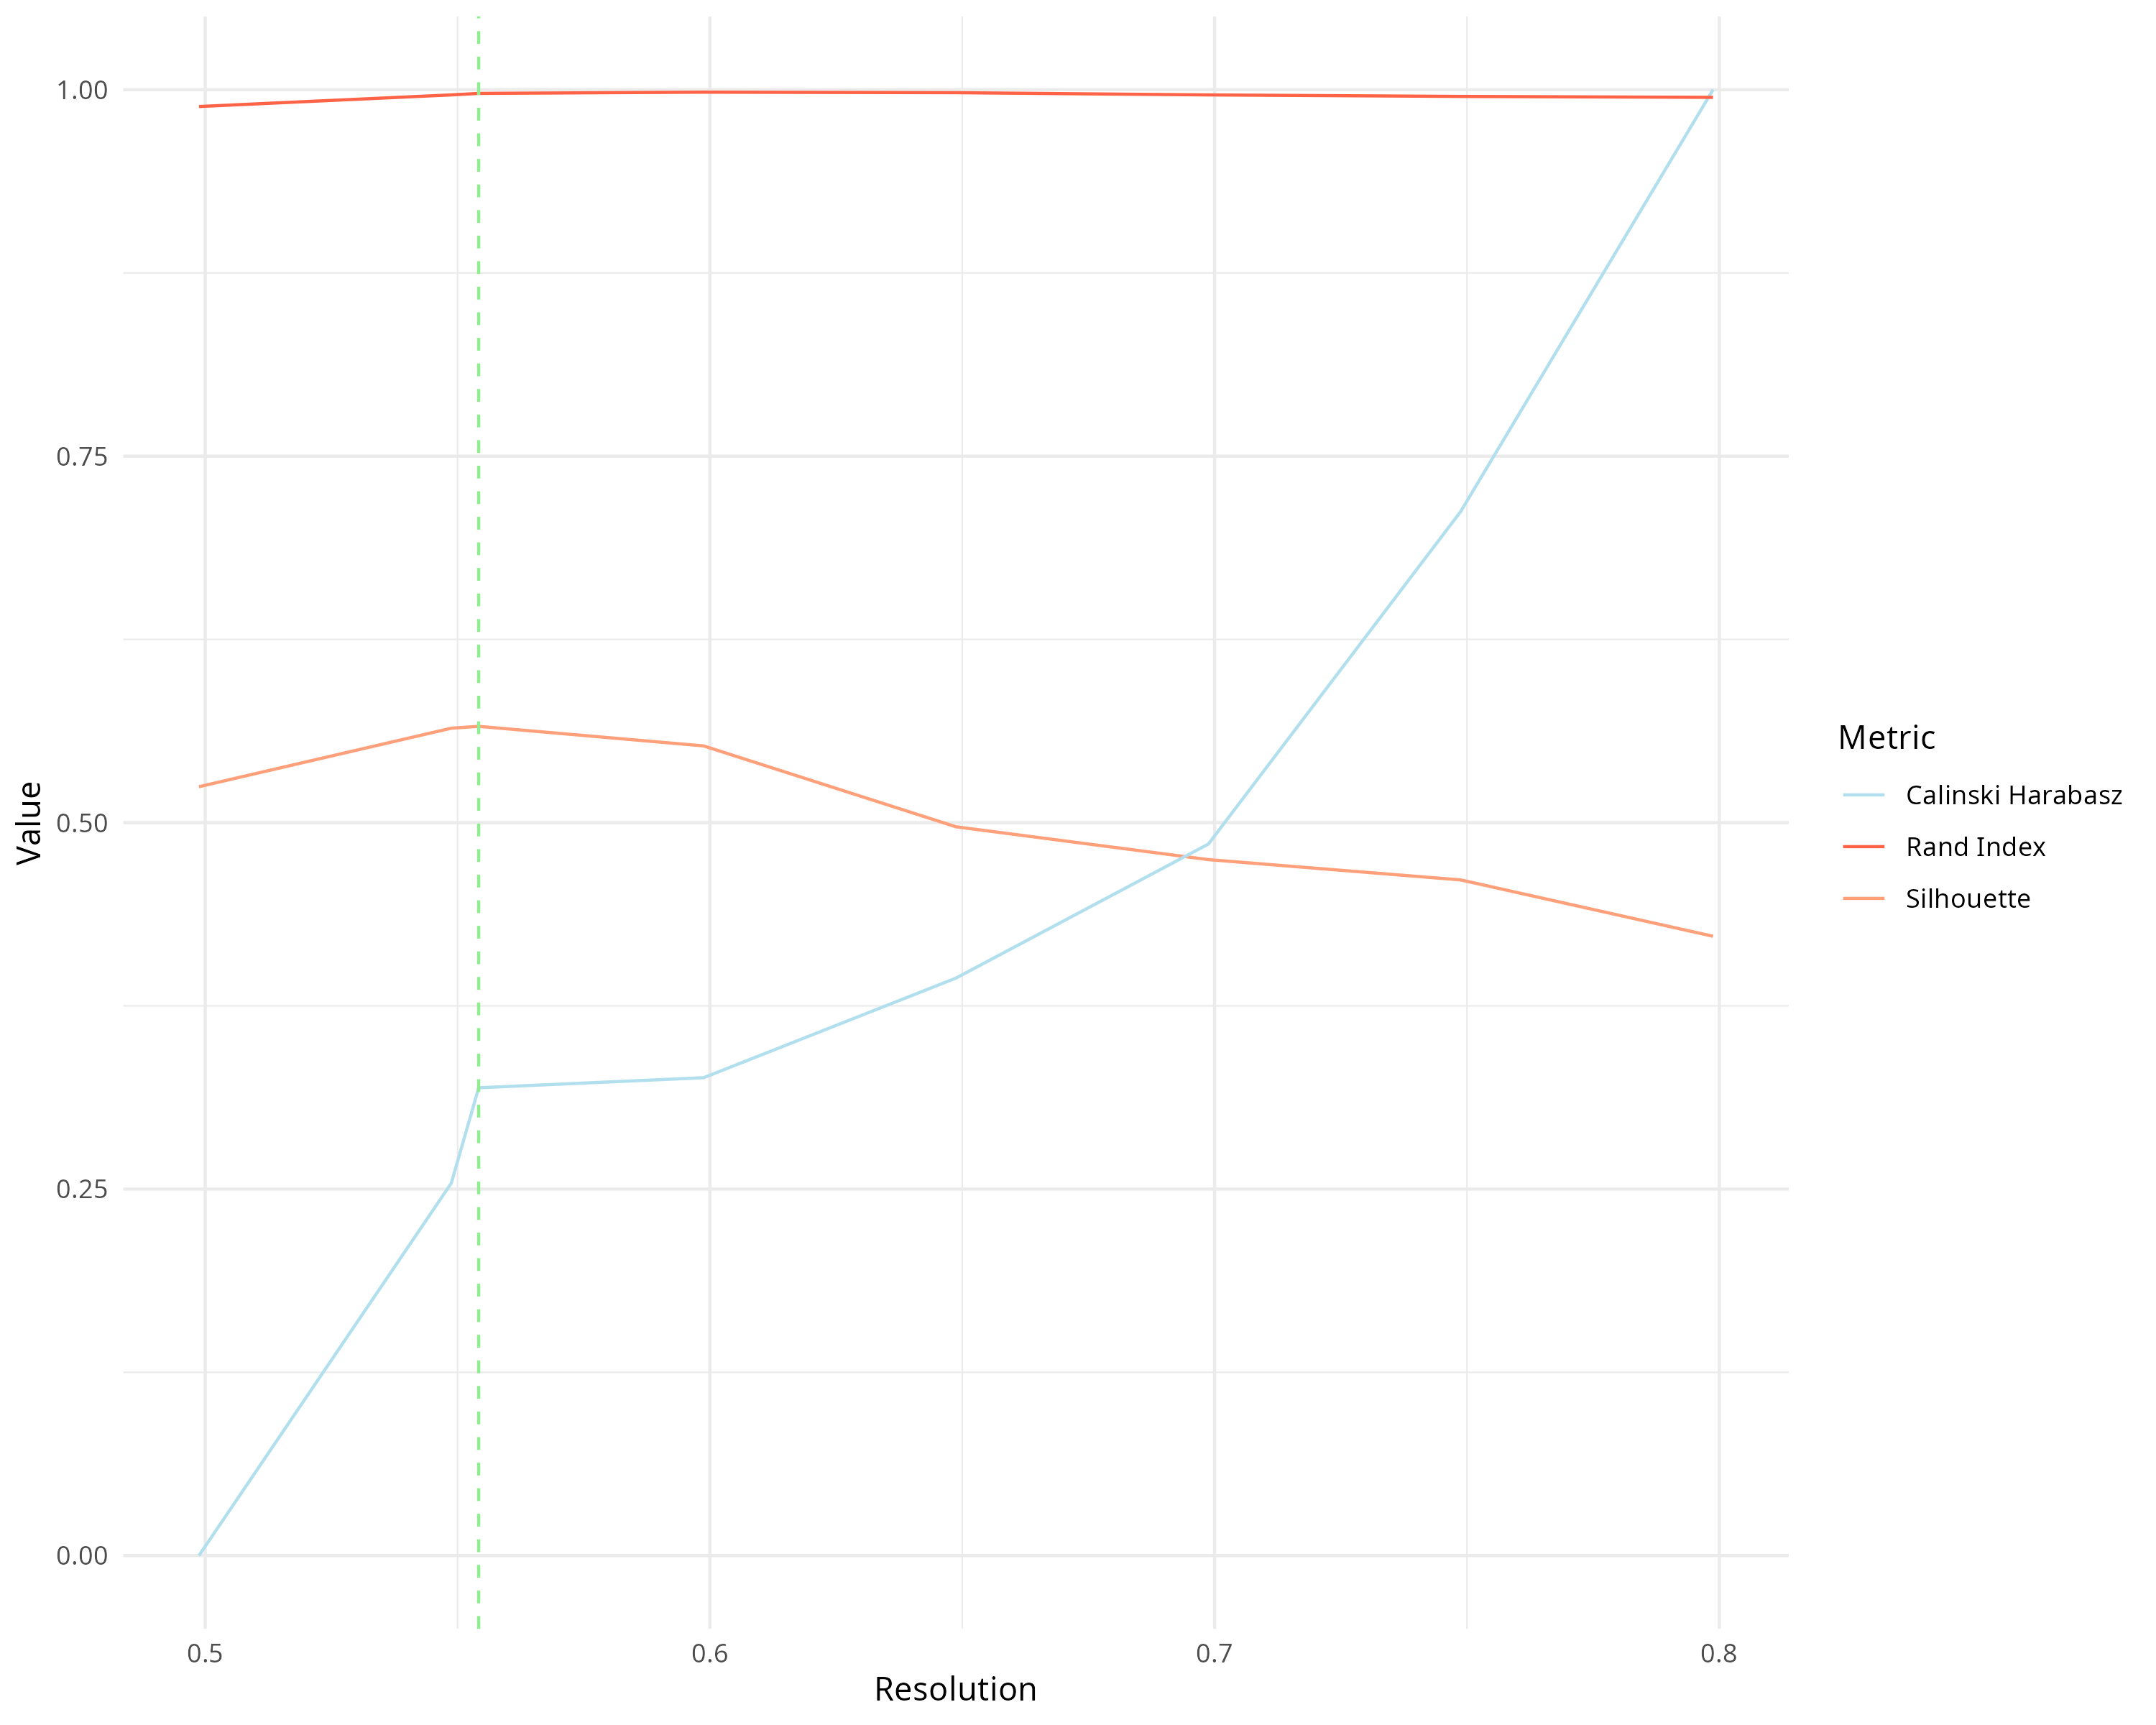 1.00
0.75
0.50
0.25
0.00
Value
0.5 0.6 0.7 0.8
Resolution
Metric
Calinski Harabasz
Rand Index
Silhouette